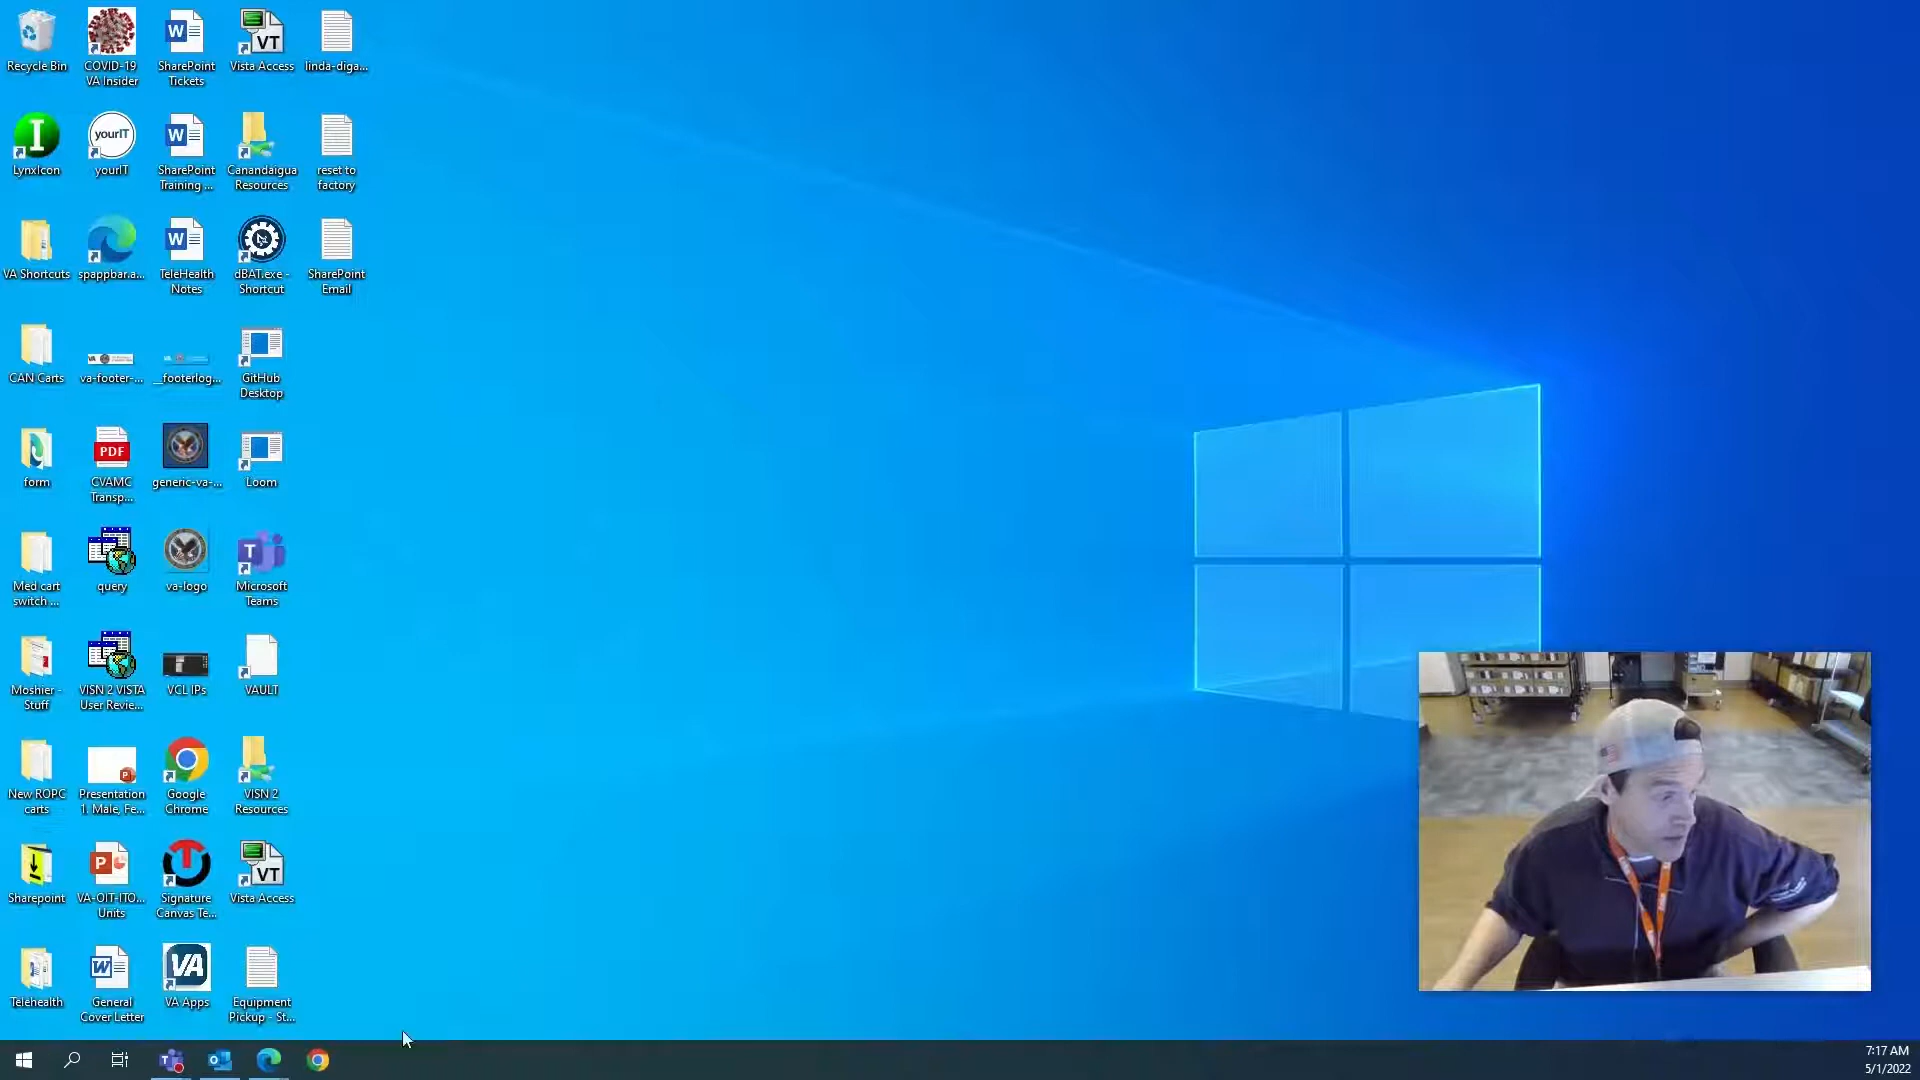 Recycle Bin
COVID-19
VA Insider
SharePoint
Tickets
Vista Access
linda-diga...
LynxIcon
yourIT
yourIT
SharePoint
Training ...
Canandaigua
Resources
reset to
factory
VA Shortcuts
spappbar.a...
TeleHealth
Notes
dBAT.exe -
Shortcut
SharePoint
Email
CAN Carts
va-footer-...
__footerlog...
GitHub
Desktop
form
PDF
CVAMC
Transp...
generic-va-...
Loom
Med cart
switch ...
query
va-logo
Microsoft
Teams
Moshier -
Stuff
VISN 2 VISTA
User Revie...
VCL IPs
VAULT
New ROPC
carts
Presentation
1. Male, Fe...
Google
Chrome
VISN 2
Resources
Sharepoint
VA-OIT-ITO...
Units
Signature
Canvas Te...
VT
Vista Access
Telehealth
General
Cover Letter
VA
VA Apps
Equipment
Pickup - St...
7:17 AM
5/1/2022